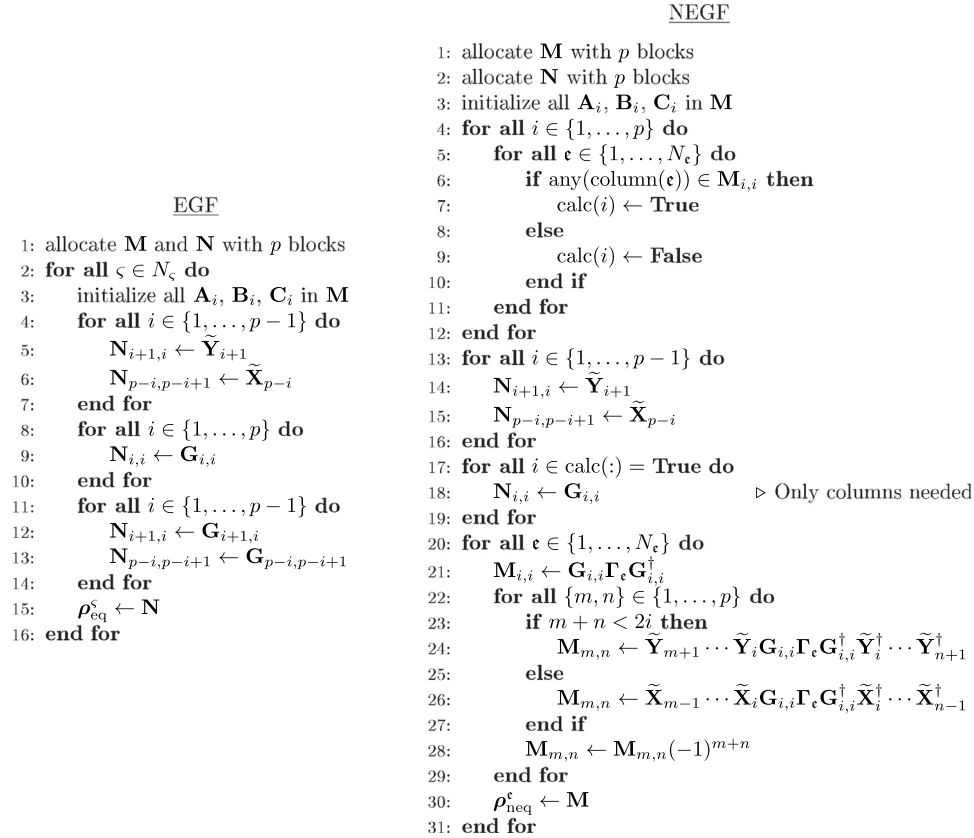 EGF
1: allocate M and N with p blocks
2: for all ς ∈ N_ς do
3: initialize all A_i, B_i, C_i in M
4: for all i ∈ {1, …, p − 1} do
5: N_{i+1,i} ← Ỹ_{i+1}
6: N_{p−i,p−i+1} ← X̃_{p−i}
7: end for
8: for all i ∈ {1, …, p} do
9: N_{i,i} ← G_{i,i}
10: end for
11: for all i ∈ {1, …, p − 1} do
12: N_{i+1,i} ← G_{i+1,i}
13: N_{p−i,p−i+1} ← G_{p−i,p−i+1}
14: end for
15: ρ_eq^ς ← N
16: end for
NEGF
1: allocate M with p blocks
2: allocate N with p blocks
3: initialize all A_i, B_i, C_i in M
4: for all i ∈ {1, …, p} do
5: for all 𝔢 ∈ {1, …, N_𝔢} do
6: if any(column(𝔢)) ∈ M_{i,i} then
7: calc(i) ← True
8: else
9: calc(i) ← False
10: end if
11: end for
12: end for
13: for all i ∈ {1, …, p − 1} do
14: N_{i+1,i} ← Ỹ_{i+1}
15: N_{p−i,p−i+1} ← X̃_{p−i}
16: end for
17: for all i ∈ calc(:) = True do
18: N_{i,i} ← G_{i,i} ▷ Only columns needed
19: end for
20: for all 𝔢 ∈ {1, …, N_𝔢} do
21: M_{i,i} ← G_{i,i}Γ_𝔢G_{i,i}^†
22: for all {m, n} ∈ {1, …, p} do
23: if m + n < 2i then
24: M_{m,n} ← Ỹ_{m+1} ⋯ Ỹ_iG_{i,i}Γ_𝔢G_{i,i}^†Ỹ_i^† ⋯ Ỹ_{n+1}^†
25: else
26: M_{m,n} ← X̃_{m−1} ⋯ X̃_iG_{i,i}Γ_𝔢G_{i,i}^†X̃_i^† ⋯ X̃_{n−1}^†
27: end if
28: M_{m,n} ← M_{m,n}(−1)^{m+n}
29: end for
30: ρ_neq^𝔢 ← M
31: end for